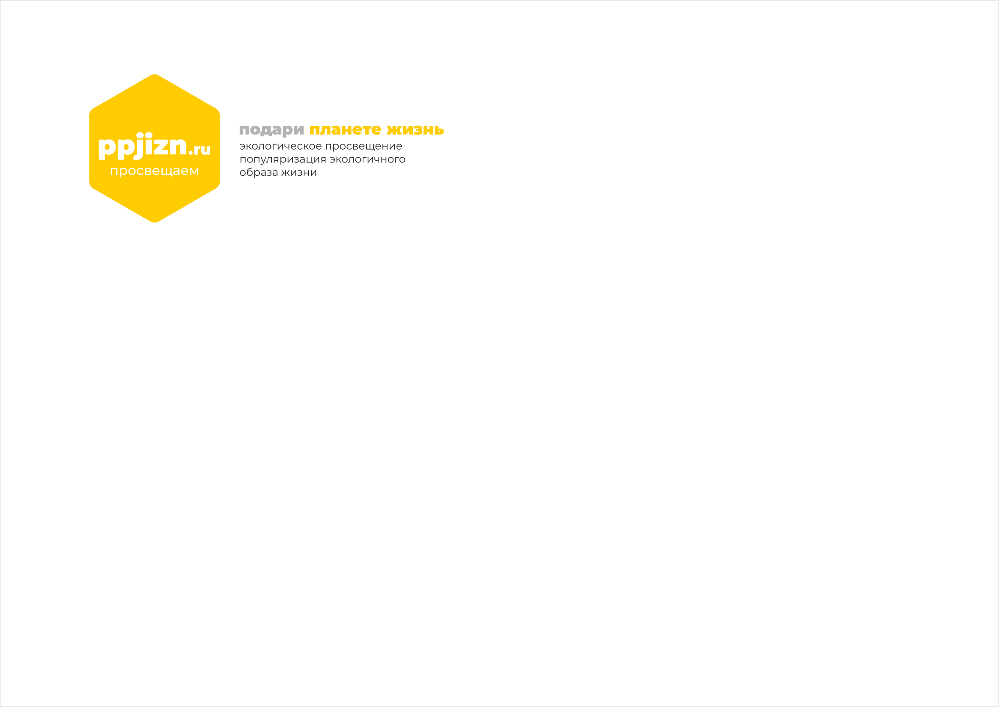 ppjizn.ru
просвещаем
подари планете жизнь
экологическое просвещение
популяризация экологичного
образа жизни